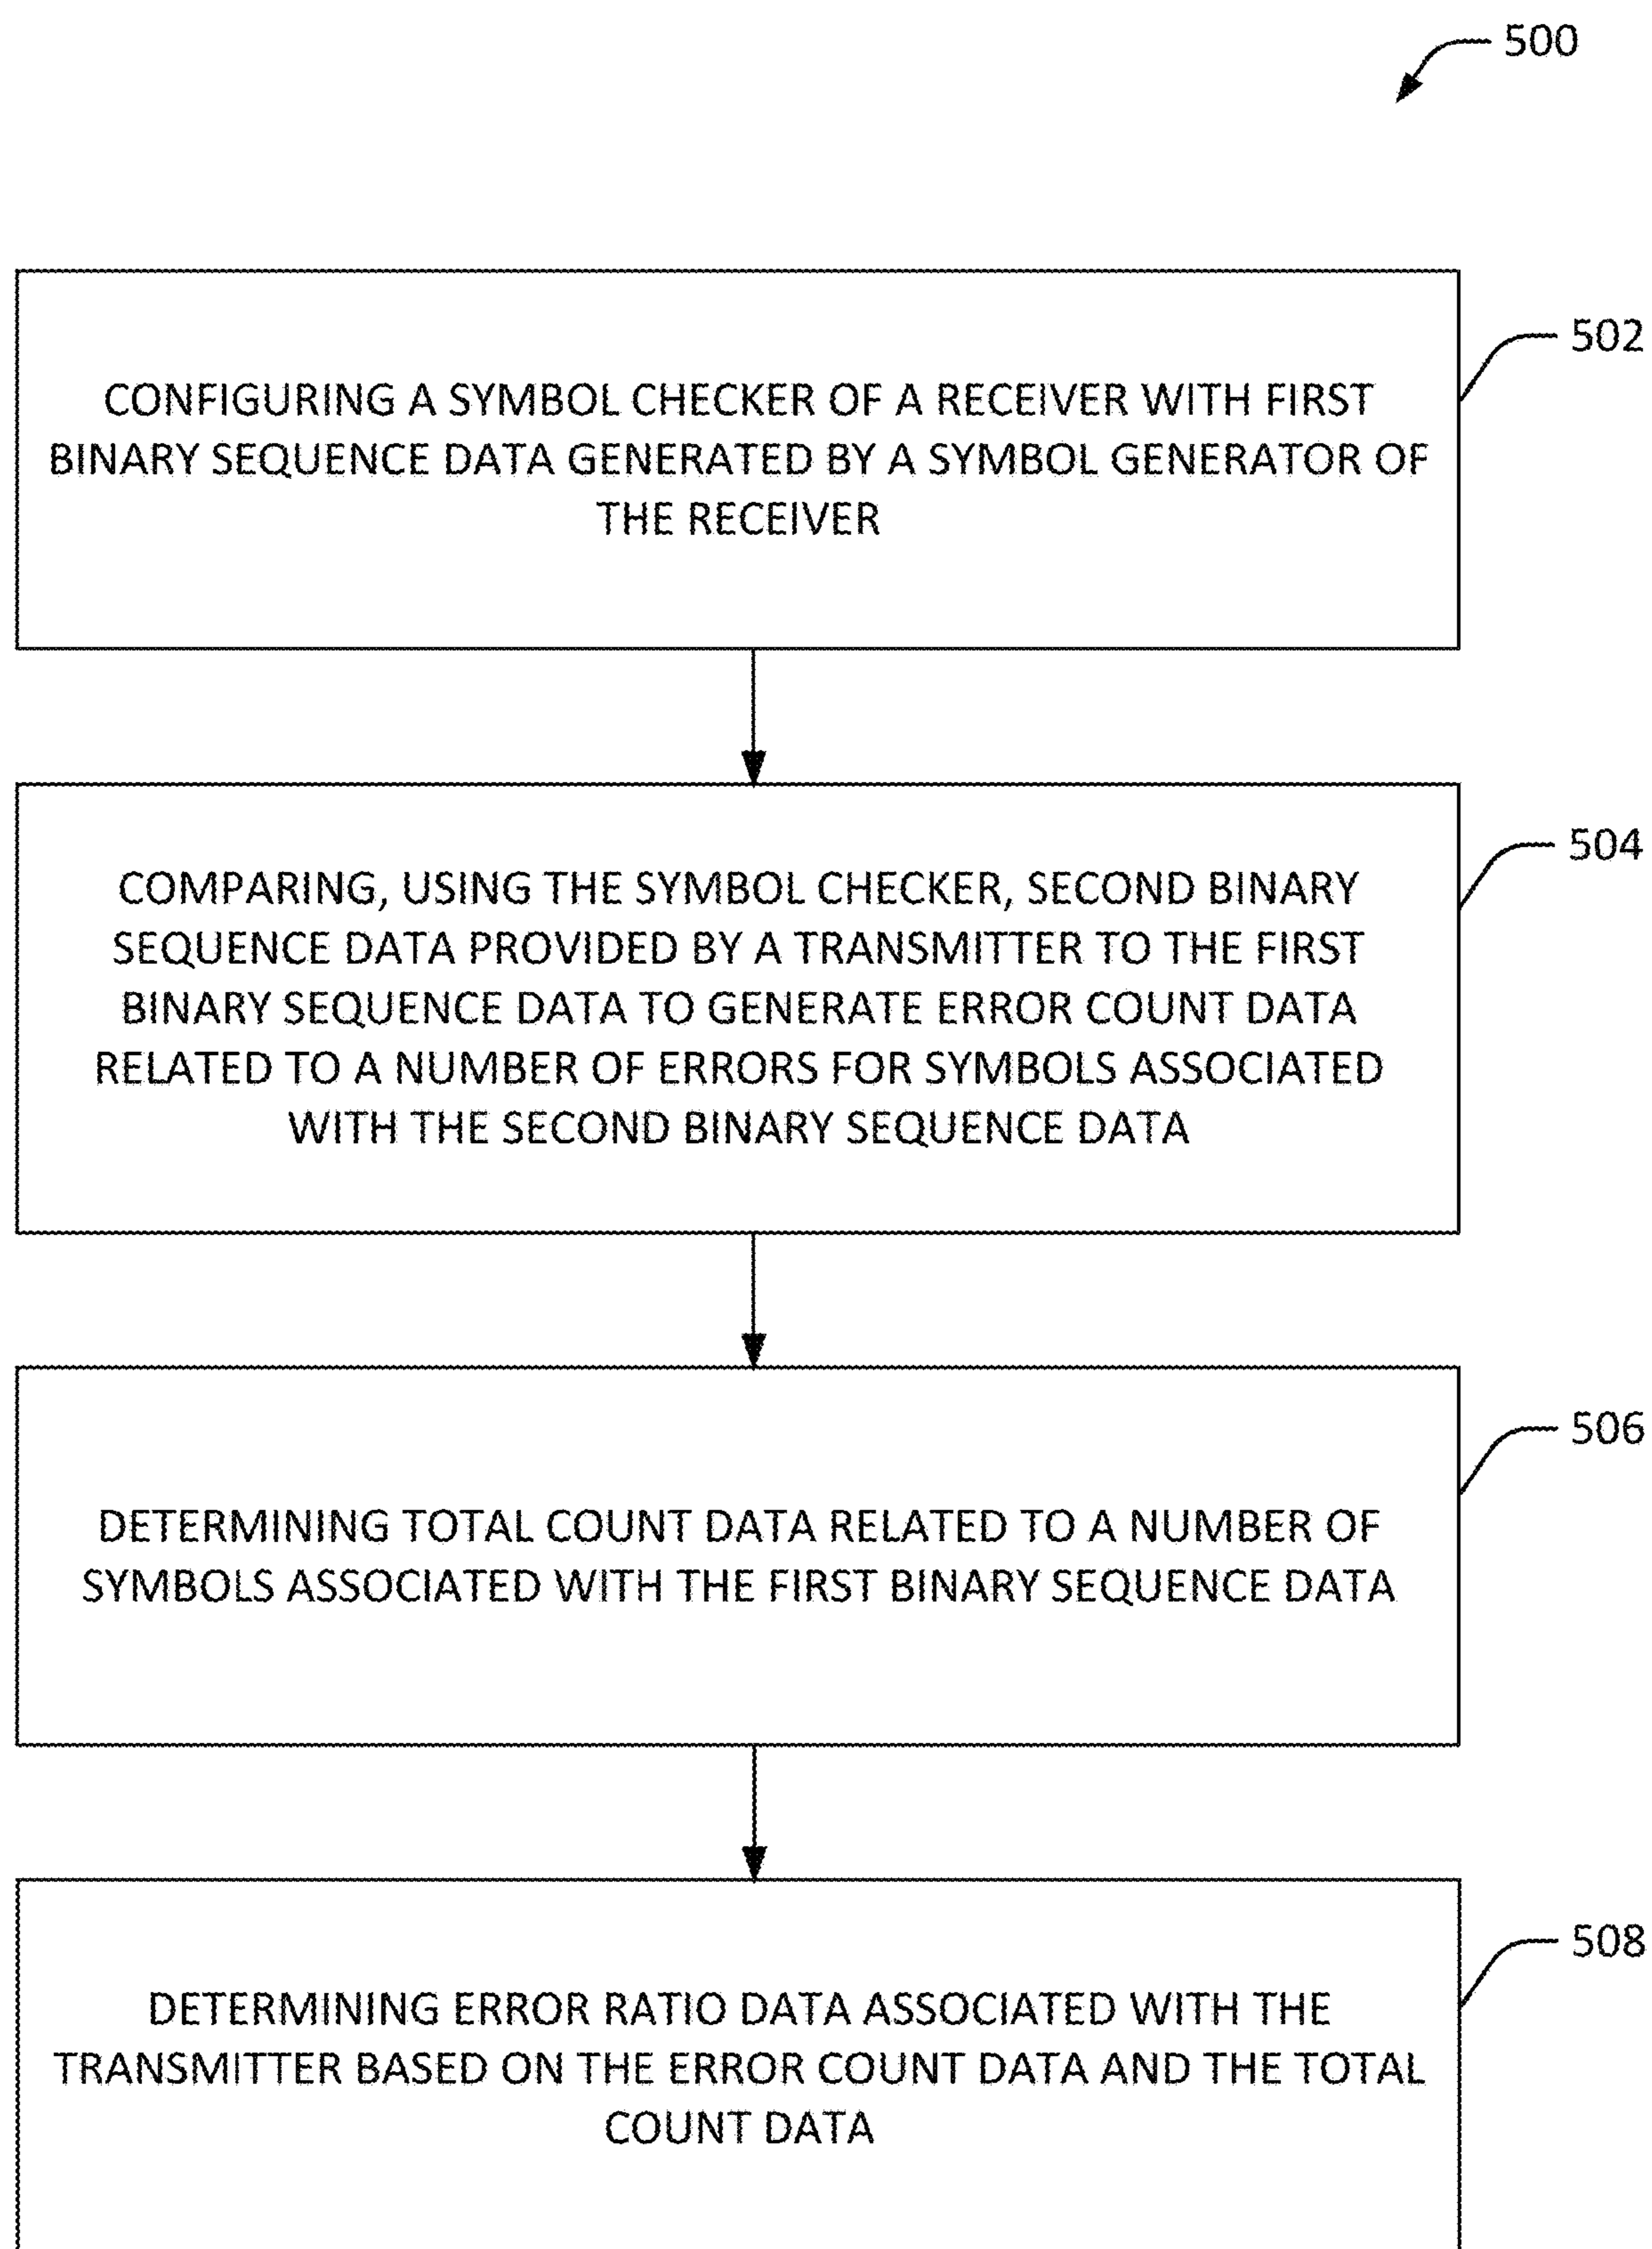 500
502
CONFIGURING A SYMBOL CHECKER OF A RECEIVER WITH FIRST
BINARY SEQUENCE DATA GENERATED BY A SYMBOL GENERATOR OF
THE RECEIVER
504
COMPARING, USING THE SYMBOL CHECKER, SECOND BINARY
SEQUENCE DATA PROVIDED BY A TRANSMITTER TO THE FIRST
BINARY SEQUENCE DATA TO GENERATE ERROR COUNT DATA
RELATED TO A NUMBER OF ERRORS FOR SYMBOLS ASSOCIATED
WITH THE SECOND BINARY SEQUENCE DATA
506
DETERMINING TOTAL COUNT DATA RELATED TO A NUMBER OF
SYMBOLS ASSOCIATED WITH THE FIRST BINARY SEQUENCE DATA
508
DETERMINING ERROR RATIO DATA ASSOCIATED WITH THE
TRANSMITTER BASED ON THE ERROR COUNT DATA AND THE TOTAL
COUNT DATA